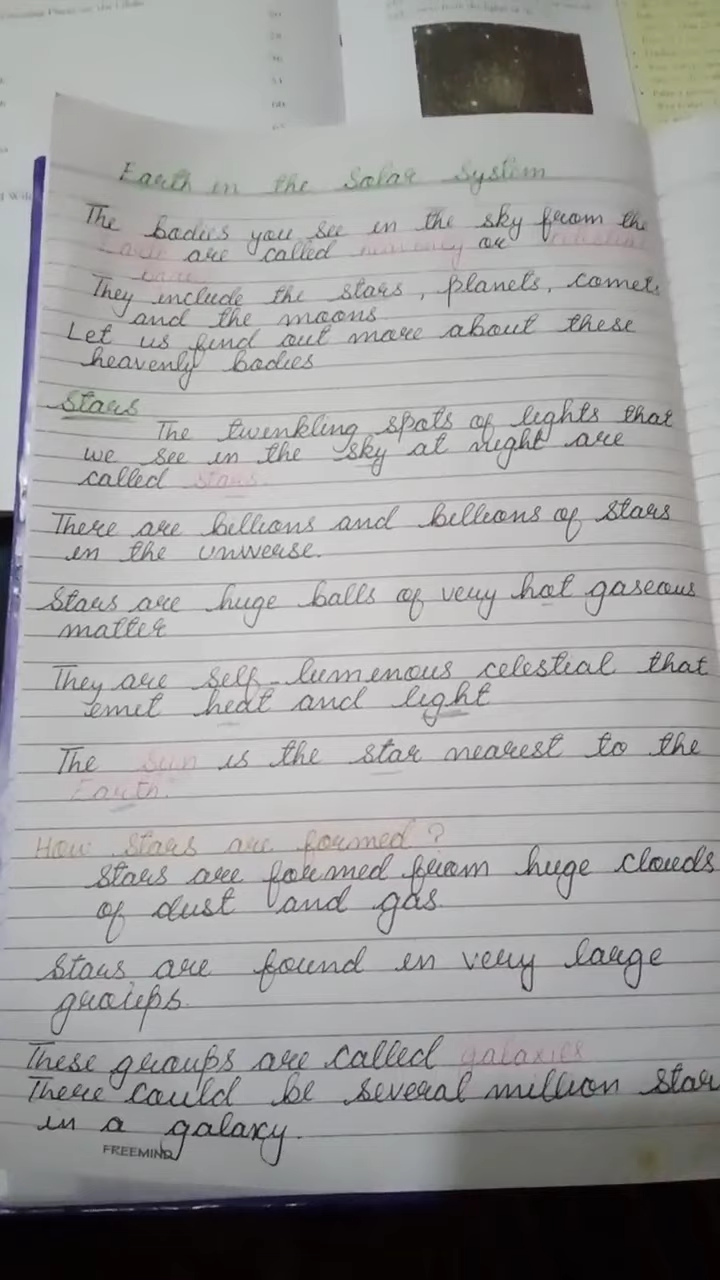 Earth in the Solar System
The bodies you see in the sky from the
Earth are called heavenly or celestial
They include the stars, planets, comet
and the moons
Let us find out more about these
heavenly bodies
Stars
The twinkling spots of lights that
we see in the sky at night are
called stars.
There are billions and billions of stars
in the universe.
Stars are huge balls of very hot gaseous
matter
They are self-lumenous celestial that
emit heat and light
The Sun is the star nearest to the
Earth.
How stars are formed?
Stars are formed from huge clouds
of dust and gas.
Stars are found in very large
groups.
These groups are called galaxies
There could be several million star
in a galaxy.
FREEMIND